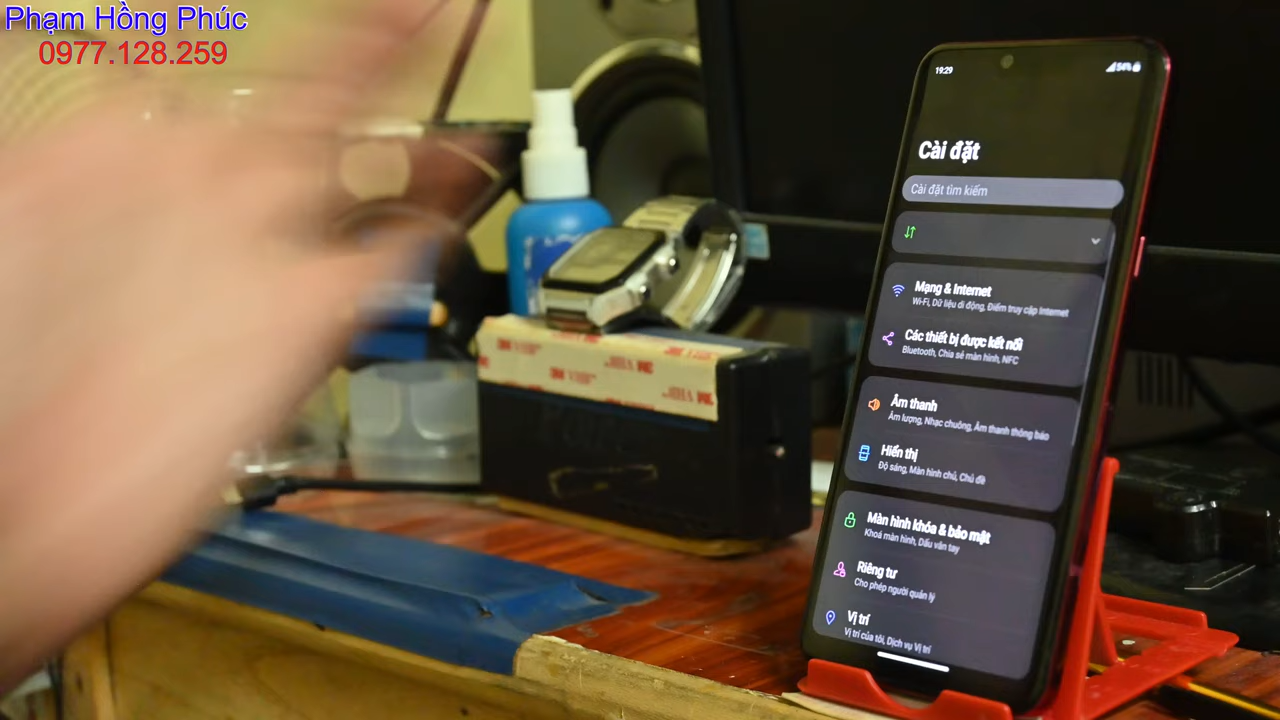 Phạm Hồng Phúc
0977.128.259
19:29
54%
Cài đặt
Cài đặt tìm kiếm
Mạng & Internet
Wi-Fi, Dữ liệu di động, Điểm truy cập Internet
Các thiết bị được kết nối
Bluetooth, Chia sẻ màn hình, NFC
Âm thanh
Âm lượng, Nhạc chuông, Âm thanh thông báo
Hiển thị
Độ sáng, Màn hình chủ, Chủ đề
Màn hình khóa & bảo mật
Khoá màn hình, Dấu vân tay
Riêng tư
Cho phép người quản lý
Vị trí
Vị trí của tôi, Dịch vụ Vị trí